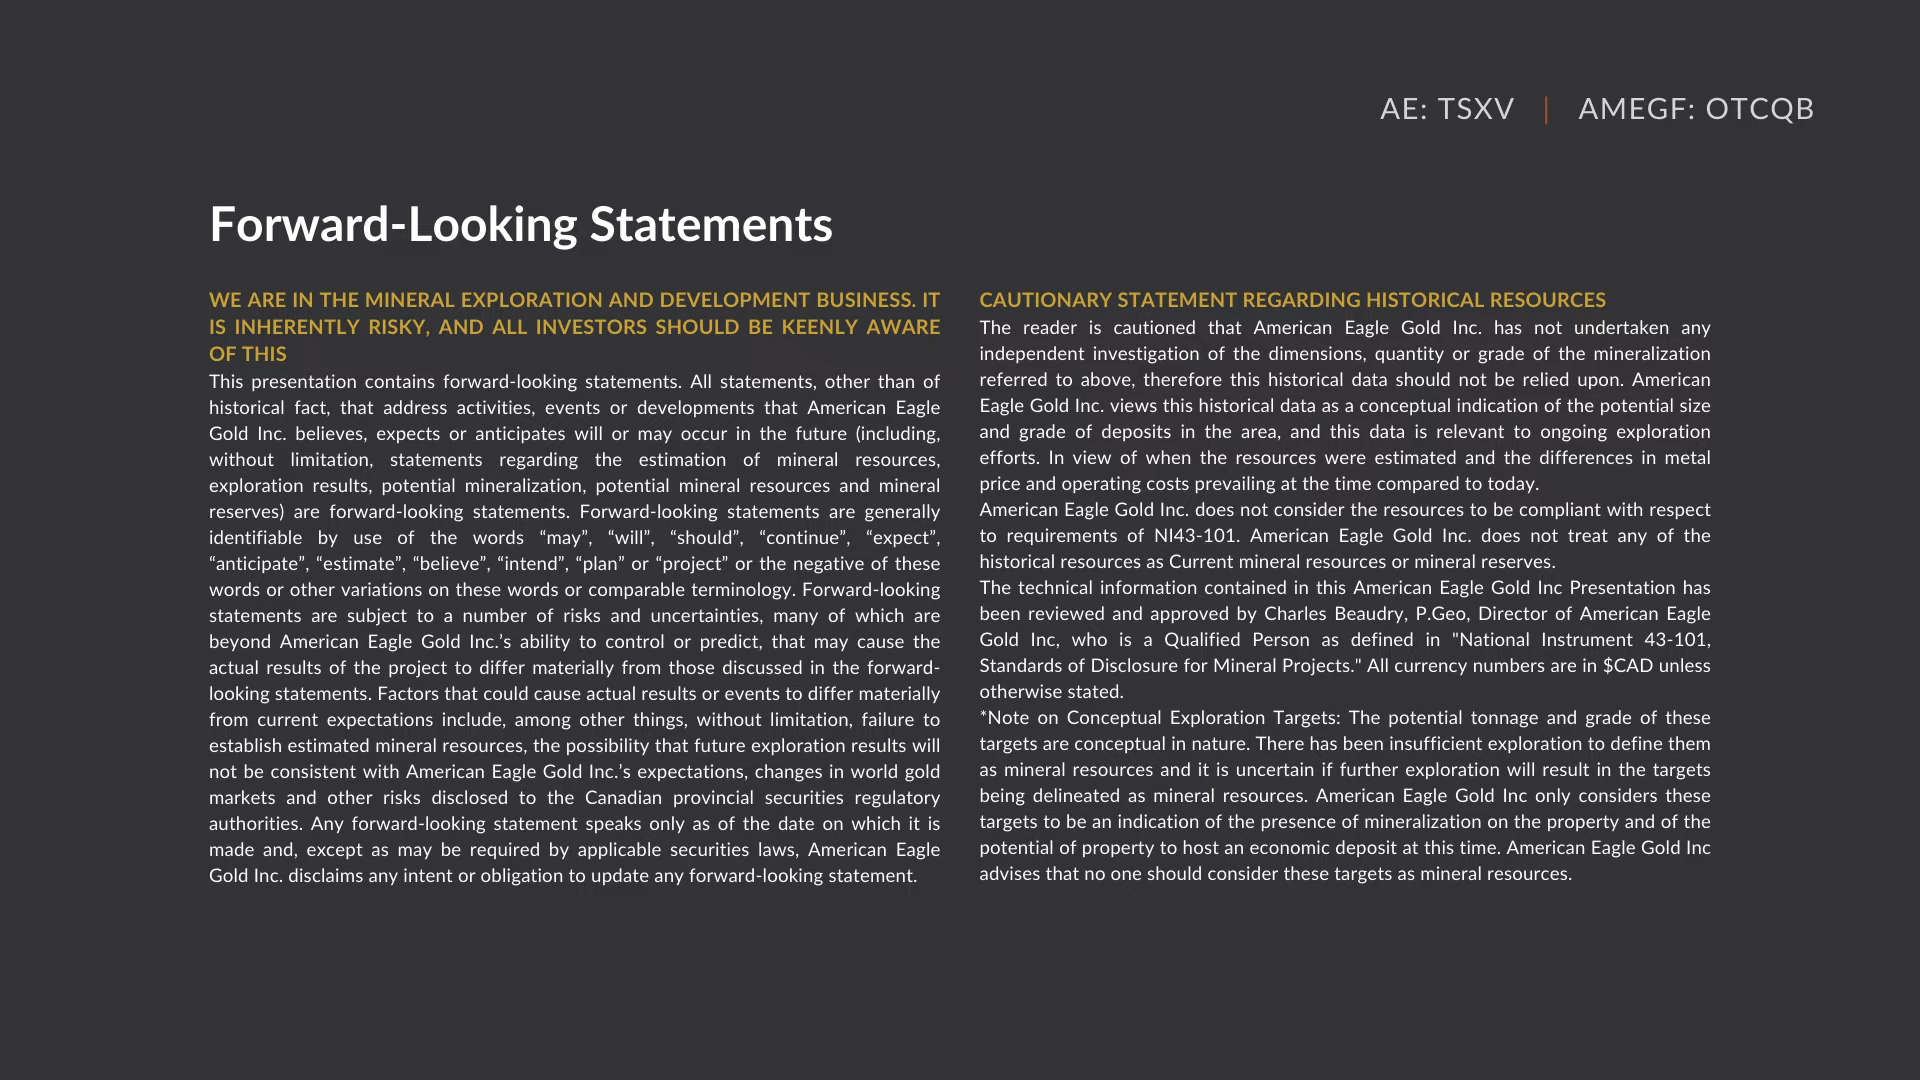 AE: TSXV | AMEGF: OTCQB
Forward-Looking Statements
WE ARE IN THE MINERAL EXPLORATION AND DEVELOPMENT BUSINESS. IT
IS INHERENTLY RISKY, AND ALL INVESTORS SHOULD BE KEENLY AWARE
OF THIS
This presentation contains forward-looking statements. All statements, other than of
historical fact, that address activities, events or developments that American Eagle
Gold Inc. believes, expects or anticipates will or may occur in the future (including,
without limitation, statements regarding the estimation of mineral resources,
exploration results, potential mineralization, potential mineral resources and mineral
reserves) are forward-looking statements. Forward-looking statements are generally
identifiable by use of the words “may”, “will”, “should”, “continue”, “expect”,
“anticipate”, “estimate”, “believe”, “intend”, “plan” or “project” or the negative of these
words or other variations on these words or comparable terminology. Forward-looking
statements are subject to a number of risks and uncertainties, many of which are
beyond American Eagle Gold Inc.’s ability to control or predict, that may cause the
actual results of the project to differ materially from those discussed in the forward-
looking statements. Factors that could cause actual results or events to differ materially
from current expectations include, among other things, without limitation, failure to
establish estimated mineral resources, the possibility that future exploration results will
not be consistent with American Eagle Gold Inc.’s expectations, changes in world gold
markets and other risks disclosed to the Canadian provincial securities regulatory
authorities. Any forward-looking statement speaks only as of the date on which it is
made and, except as may be required by applicable securities laws, American Eagle
Gold Inc. disclaims any intent or obligation to update any forward-looking statement.
CAUTIONARY STATEMENT REGARDING HISTORICAL RESOURCES
The reader is cautioned that American Eagle Gold Inc. has not undertaken any
independent investigation of the dimensions, quantity or grade of the mineralization
referred to above, therefore this historical data should not be relied upon. American
Eagle Gold Inc. views this historical data as a conceptual indication of the potential size
and grade of deposits in the area, and this data is relevant to ongoing exploration
efforts. In view of when the resources were estimated and the differences in metal
price and operating costs prevailing at the time compared to today.
American Eagle Gold Inc. does not consider the resources to be compliant with respect
to requirements of NI43-101. American Eagle Gold Inc. does not treat any of the
historical resources as Current mineral resources or mineral reserves.
The technical information contained in this American Eagle Gold Inc Presentation has
been reviewed and approved by Charles Beaudry, P.Geo, Director of American Eagle
Gold Inc, who is a Qualified Person as defined in "National Instrument 43-101,
Standards of Disclosure for Mineral Projects." All currency numbers are in $CAD unless
otherwise stated.
*Note on Conceptual Exploration Targets: The potential tonnage and grade of these
targets are conceptual in nature. There has been insufficient exploration to define them
as mineral resources and it is uncertain if further exploration will result in the targets
being delineated as mineral resources. American Eagle Gold Inc only considers these
targets to be an indication of the presence of mineralization on the property and of the
potential of property to host an economic deposit at this time. American Eagle Gold Inc
advises that no one should consider these targets as mineral resources.